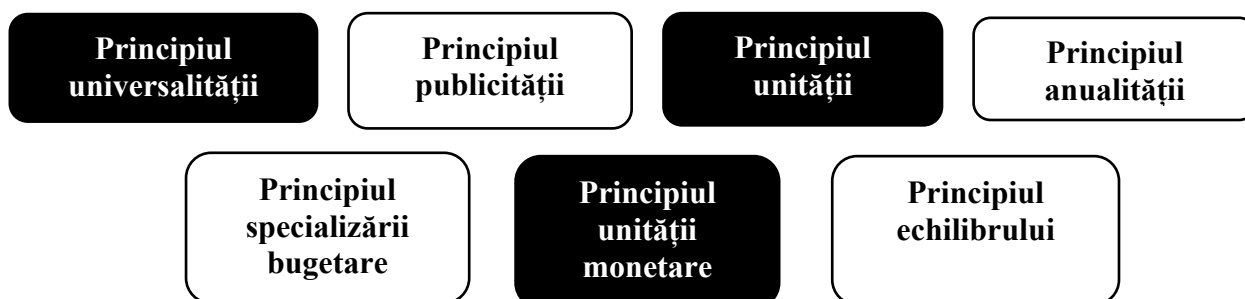 Principiul
universalității
Principiul
publicității
Principiul
unității
Principiul
anualității
Principiul
specializării
bugetare
Principiul
unității
monetare
Principiul
echilibrului